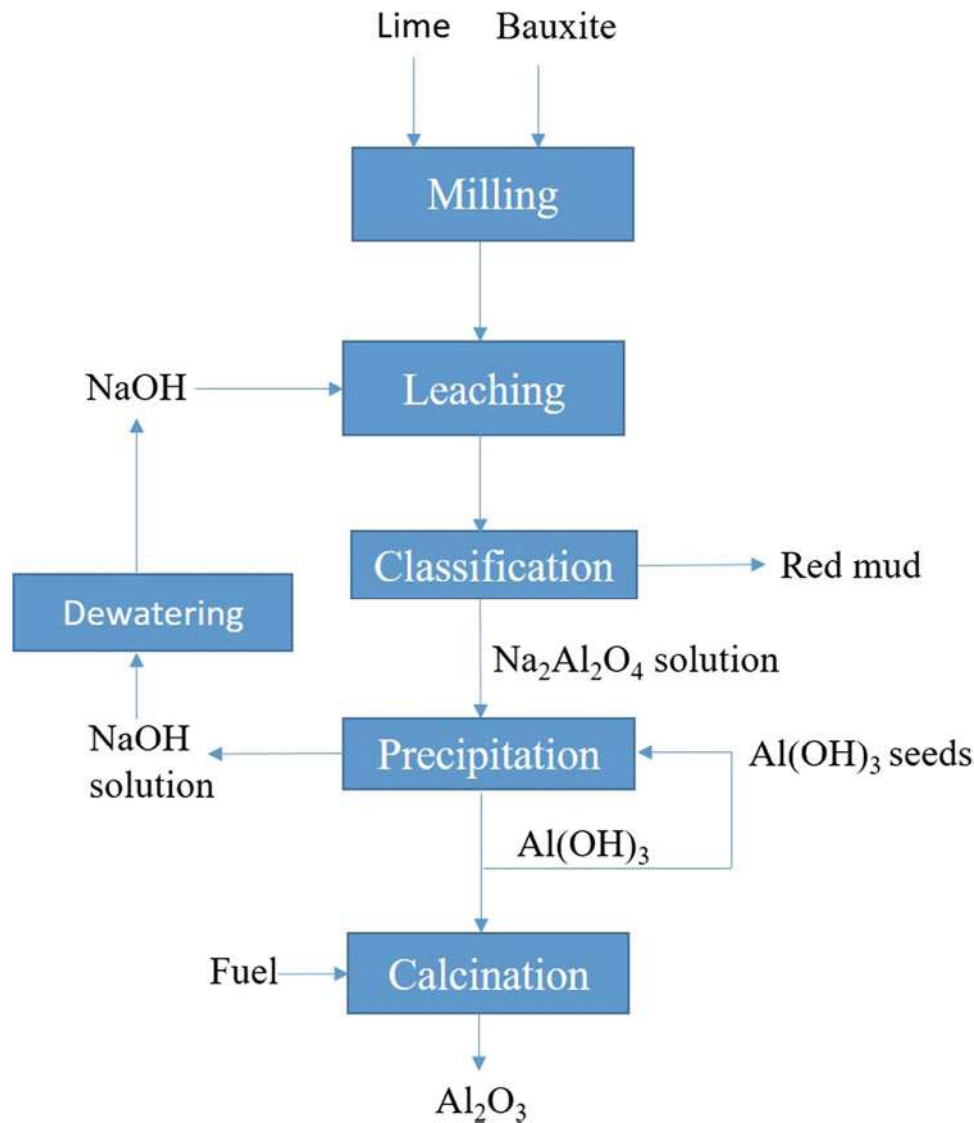 Lime Bauxite
Milling
NaOH
Leaching
Classification
Red mud
Dewatering
Na₂Al₂O₄ solution
NaOH
solution
Precipitation
Al(OH)₃ seeds
Al(OH)₃
Fuel
Calcination
Al₂O₃